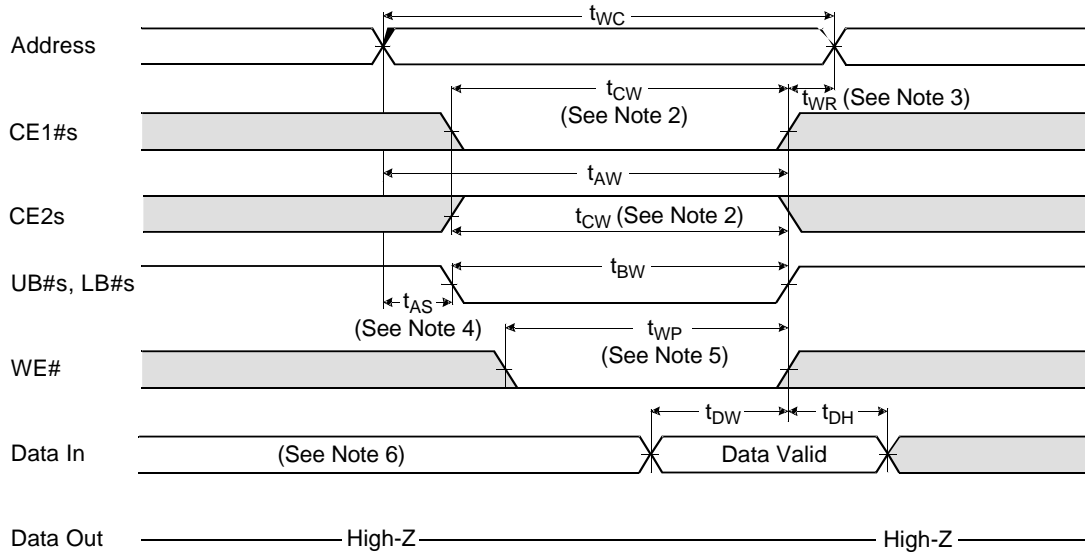 tWC
Address
tCW
(See Note 2)
tWR (See Note 3)
CE1#s
tAW
CE2s
tCW (See Note 2)
tBW
UB#s, LB#s
tAS
(See Note 4)
tWP
(See Note 5)
WE#
tDW
tDH
Data In
(See Note 6)
Data Valid
Data Out
High-Z
High-Z